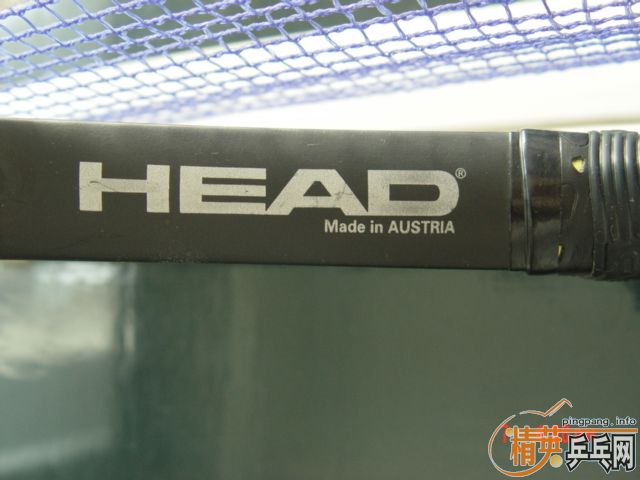 HEAD®
Made in AUSTRIA
pingpang.info
精英乒乓网